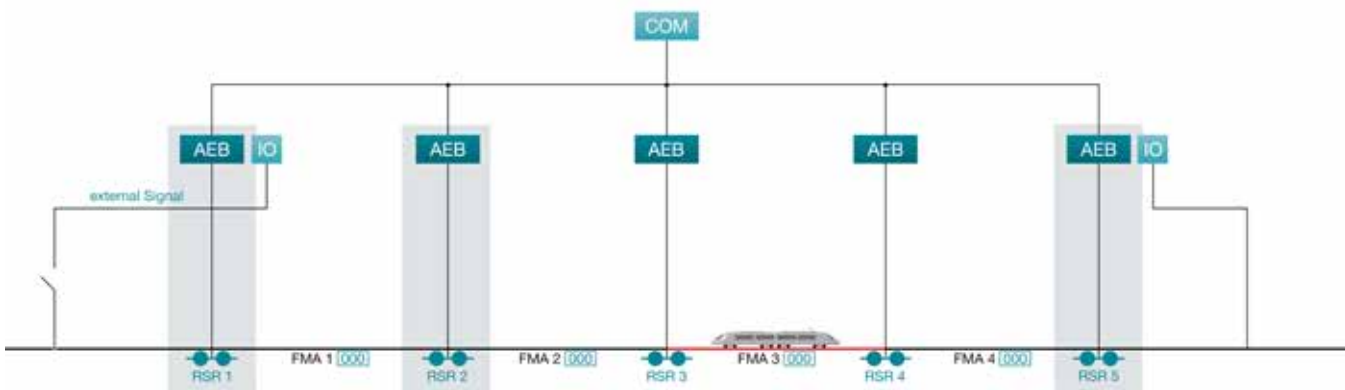 COM
AEB IO AEB AEB AEB AEB IO
external Signal
FMA 1 000 FMA 2 000 FMA 3 000 FMA 4 000
RSR 1 RSR 2 RSR 3 RSR 4 RSR 5